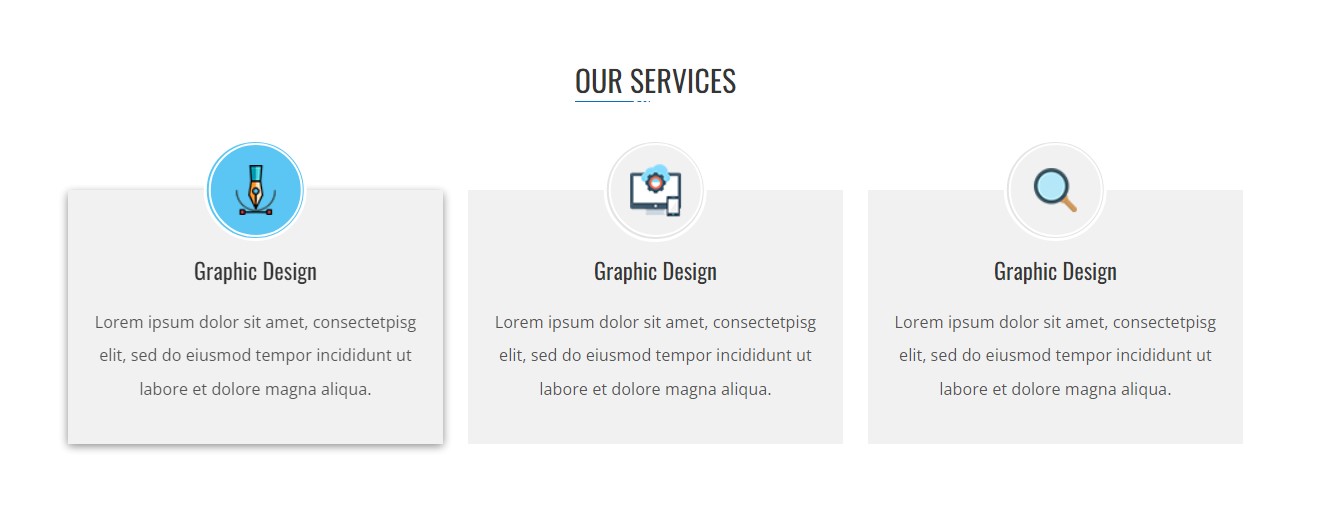 OUR SERVICES
Graphic Design
Lorem ipsum dolor sit amet, consectetpisg
elit, sed do eiusmod tempor incididunt ut
labore et dolore magna aliqua.
Graphic Design
Lorem ipsum dolor sit amet, consectetpisg
elit, sed do eiusmod tempor incididunt ut
labore et dolore magna aliqua.
Graphic Design
Lorem ipsum dolor sit amet, consectetpisg
elit, sed do eiusmod tempor incididunt ut
labore et dolore magna aliqua.